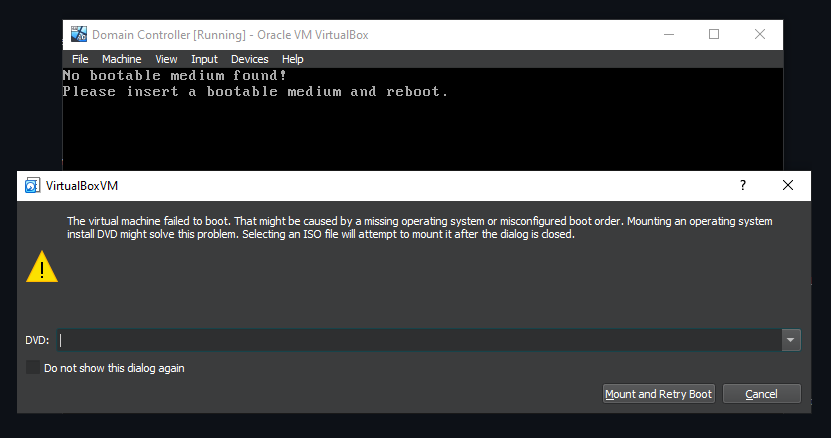 Domain Controller [Running] - Oracle VM VirtualBox
File Machine View Input Devices Help
No bootable medium found!
Please insert a bootable medium and reboot.
VirtualBoxVM
?
The virtual machine failed to boot. That might be caused by a missing operating system or misconfigured boot order. Mounting an operating system
install DVD might solve this problem. Selecting an ISO file will attempt to mount it after the dialog is closed.
DVD:
Do not show this dialog again
Mount and Retry Boot Cancel